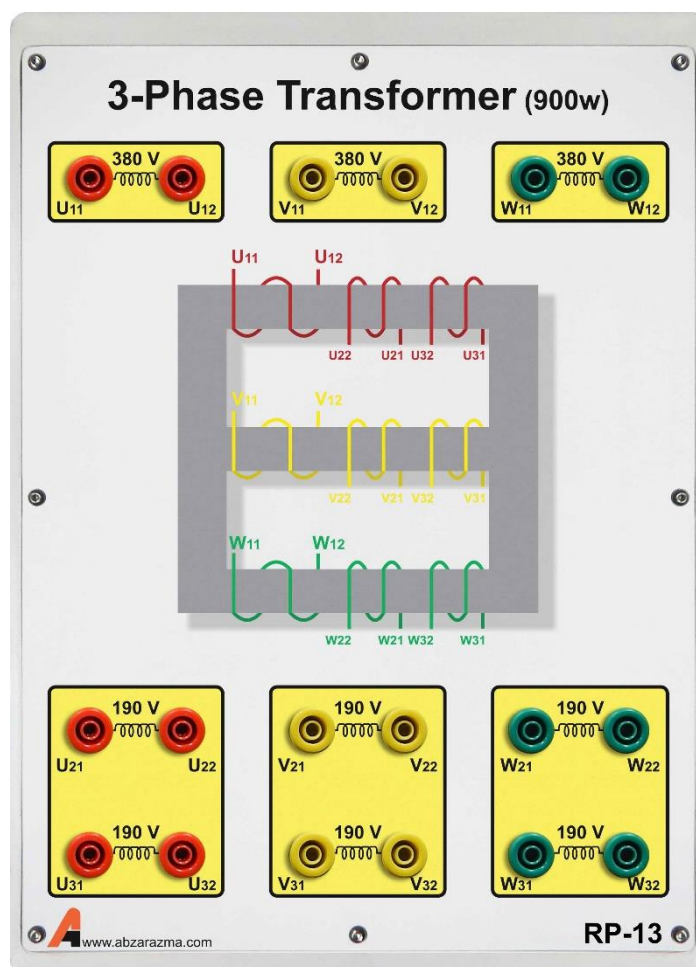 3-Phase Transformer (900w)
380 V 380 V 380 V
U11 U12 V11 V12 W11 W12
U11 U12
U22 U21 U32 U31
V11 V12
V22 V21 V32 V31
W11 W12
W22 W21 W32 W31
190 V 190 V 190 V
U21 U22 V21 V22 W21 W22
190 V 190 V 190 V
U31 U32 V31 V32 W31 W32
www.abzarazma.com RP-13